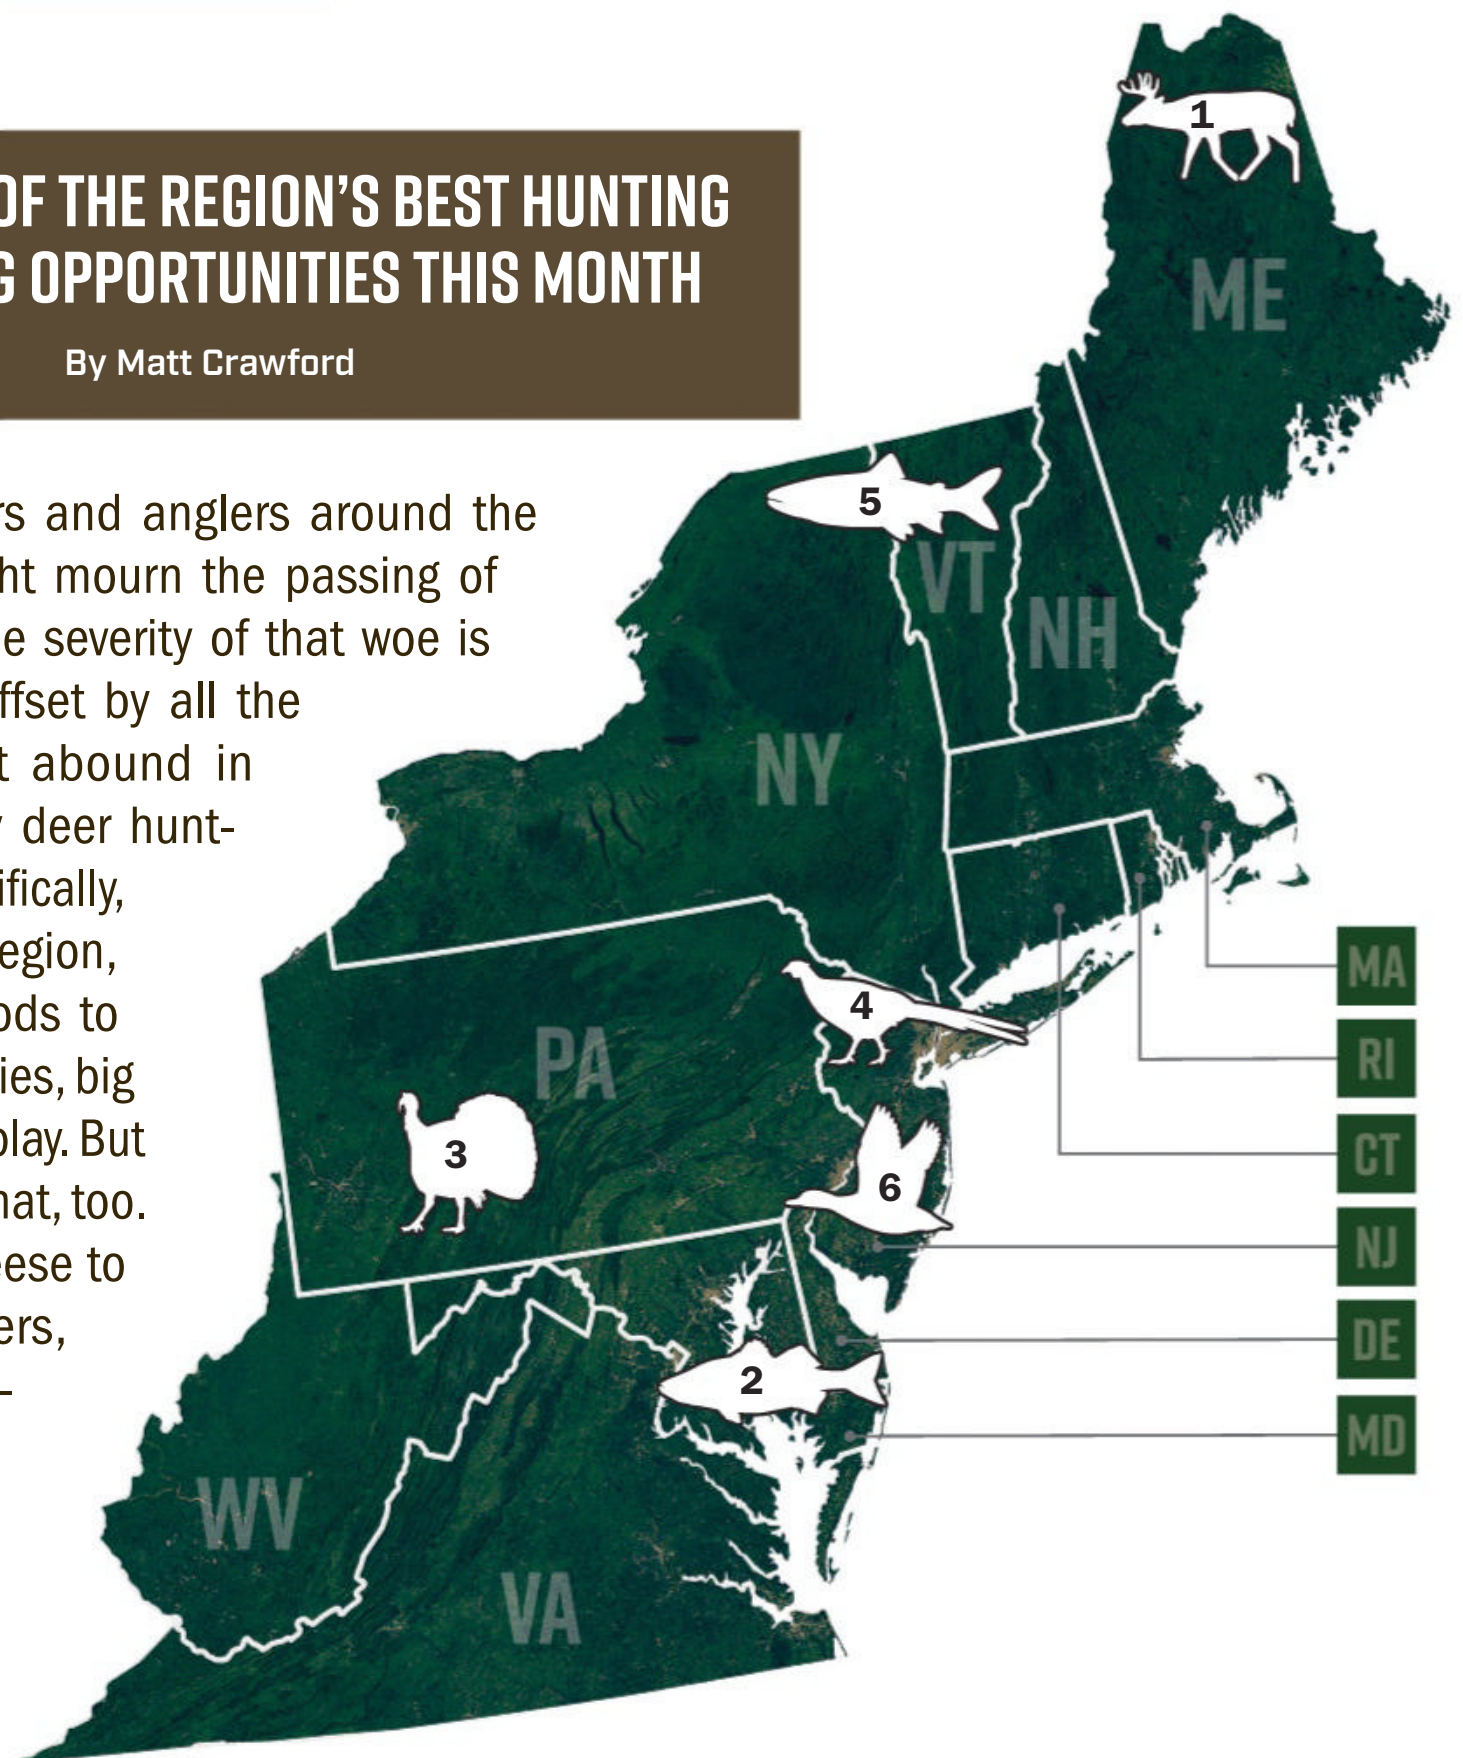 OF THE REGION'S BEST HUNTING
G OPPORTUNITIES THIS MONTH
By Matt Crawford
rs and anglers around the
ht mourn the passing of
e severity of that woe is
ffset by all the
t abound in
y deer hunt-
ifically,
egion,
ods to
ies, big
play. But
nat, too.
eese to
ers,
1
ME
5
VT
NH
NY
4
PA
3
6
2
WV
VA
MA
RI
CT
NJ
DE
MD